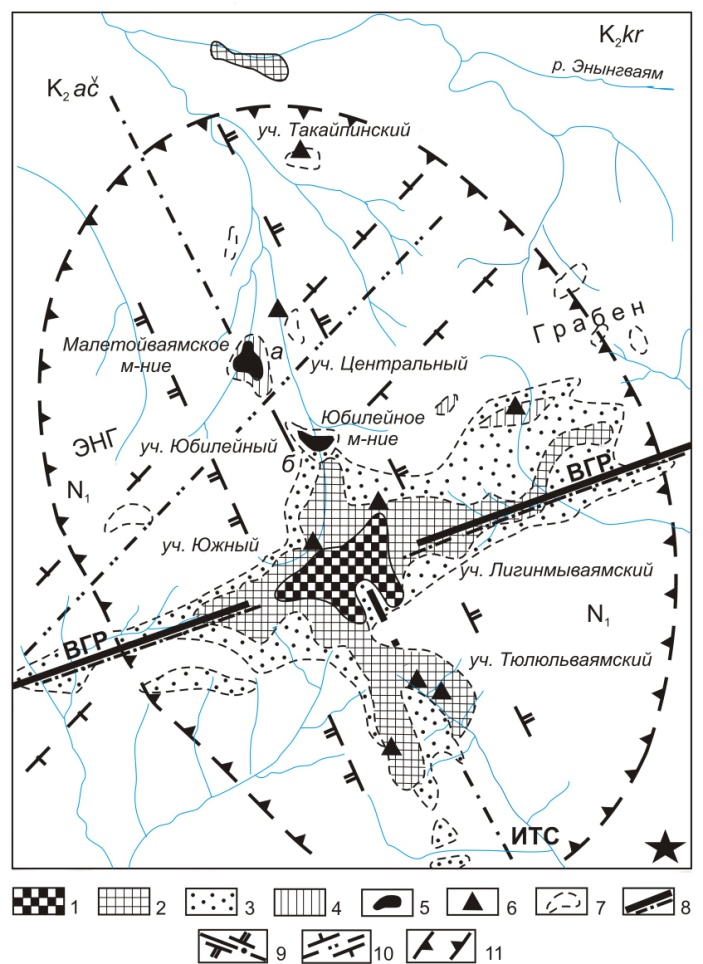 K₂kr
р. Энынгваям
K₂ač
уч. Такайпинский
Грабен
Малетойваямское
м-ние
а
уч. Центральный
Юбилейное
м-ние
ЭНГ
уч. Юбилейный
б
ВГР
N₁
уч. Южный
уч. Лигинмываямский
N₁
ВГР
уч. Тюлюльваямский
ИТС
1 2 3 4 5 6 7 8
9 10 11